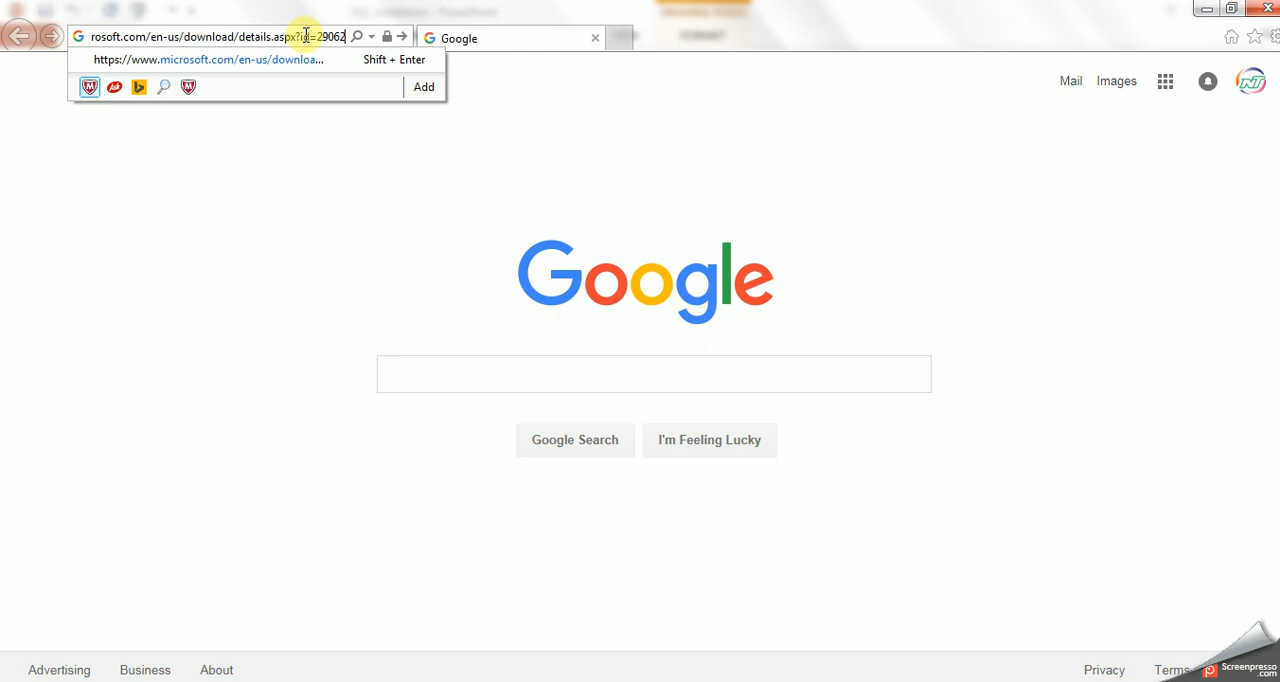 rosoft.com/en-us/download/details.aspx?id=29062
Google
https://www.microsoft.com/en-us/downloa...
Shift + Enter
Add
Mail
Images
NT
Google
Google Search
I'm Feeling Lucky
Advertising
Business
About
Privacy
Terms
Screenpresso
.com